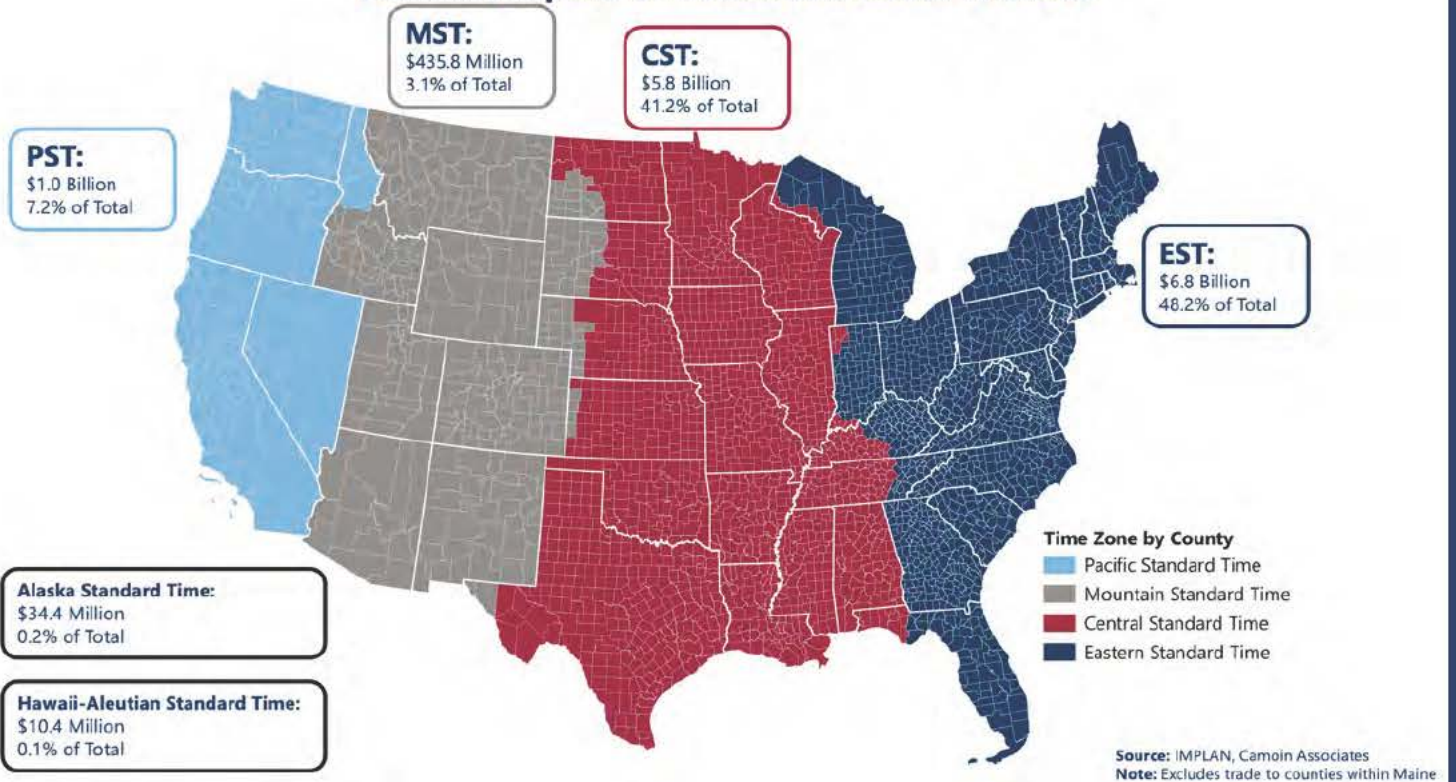 MST:
$435.8 Million
3.1% of Total
CST:
$5.8 Billion
41.2% of Total
PST:
$1.0 Billion
7.2% of Total
EST:
$6.8 Billion
48.2% of Total
Time Zone by County
Pacific Standard Time
Mountain Standard Time
Central Standard Time
Eastern Standard Time
Alaska Standard Time:
$34.4 Million
0.2% of Total
Hawaii-Aleutian Standard Time:
$10.4 Million
0.1% of Total
Source: IMPLAN, Camoin Associates
Note: Excludes trade to counties within Maine